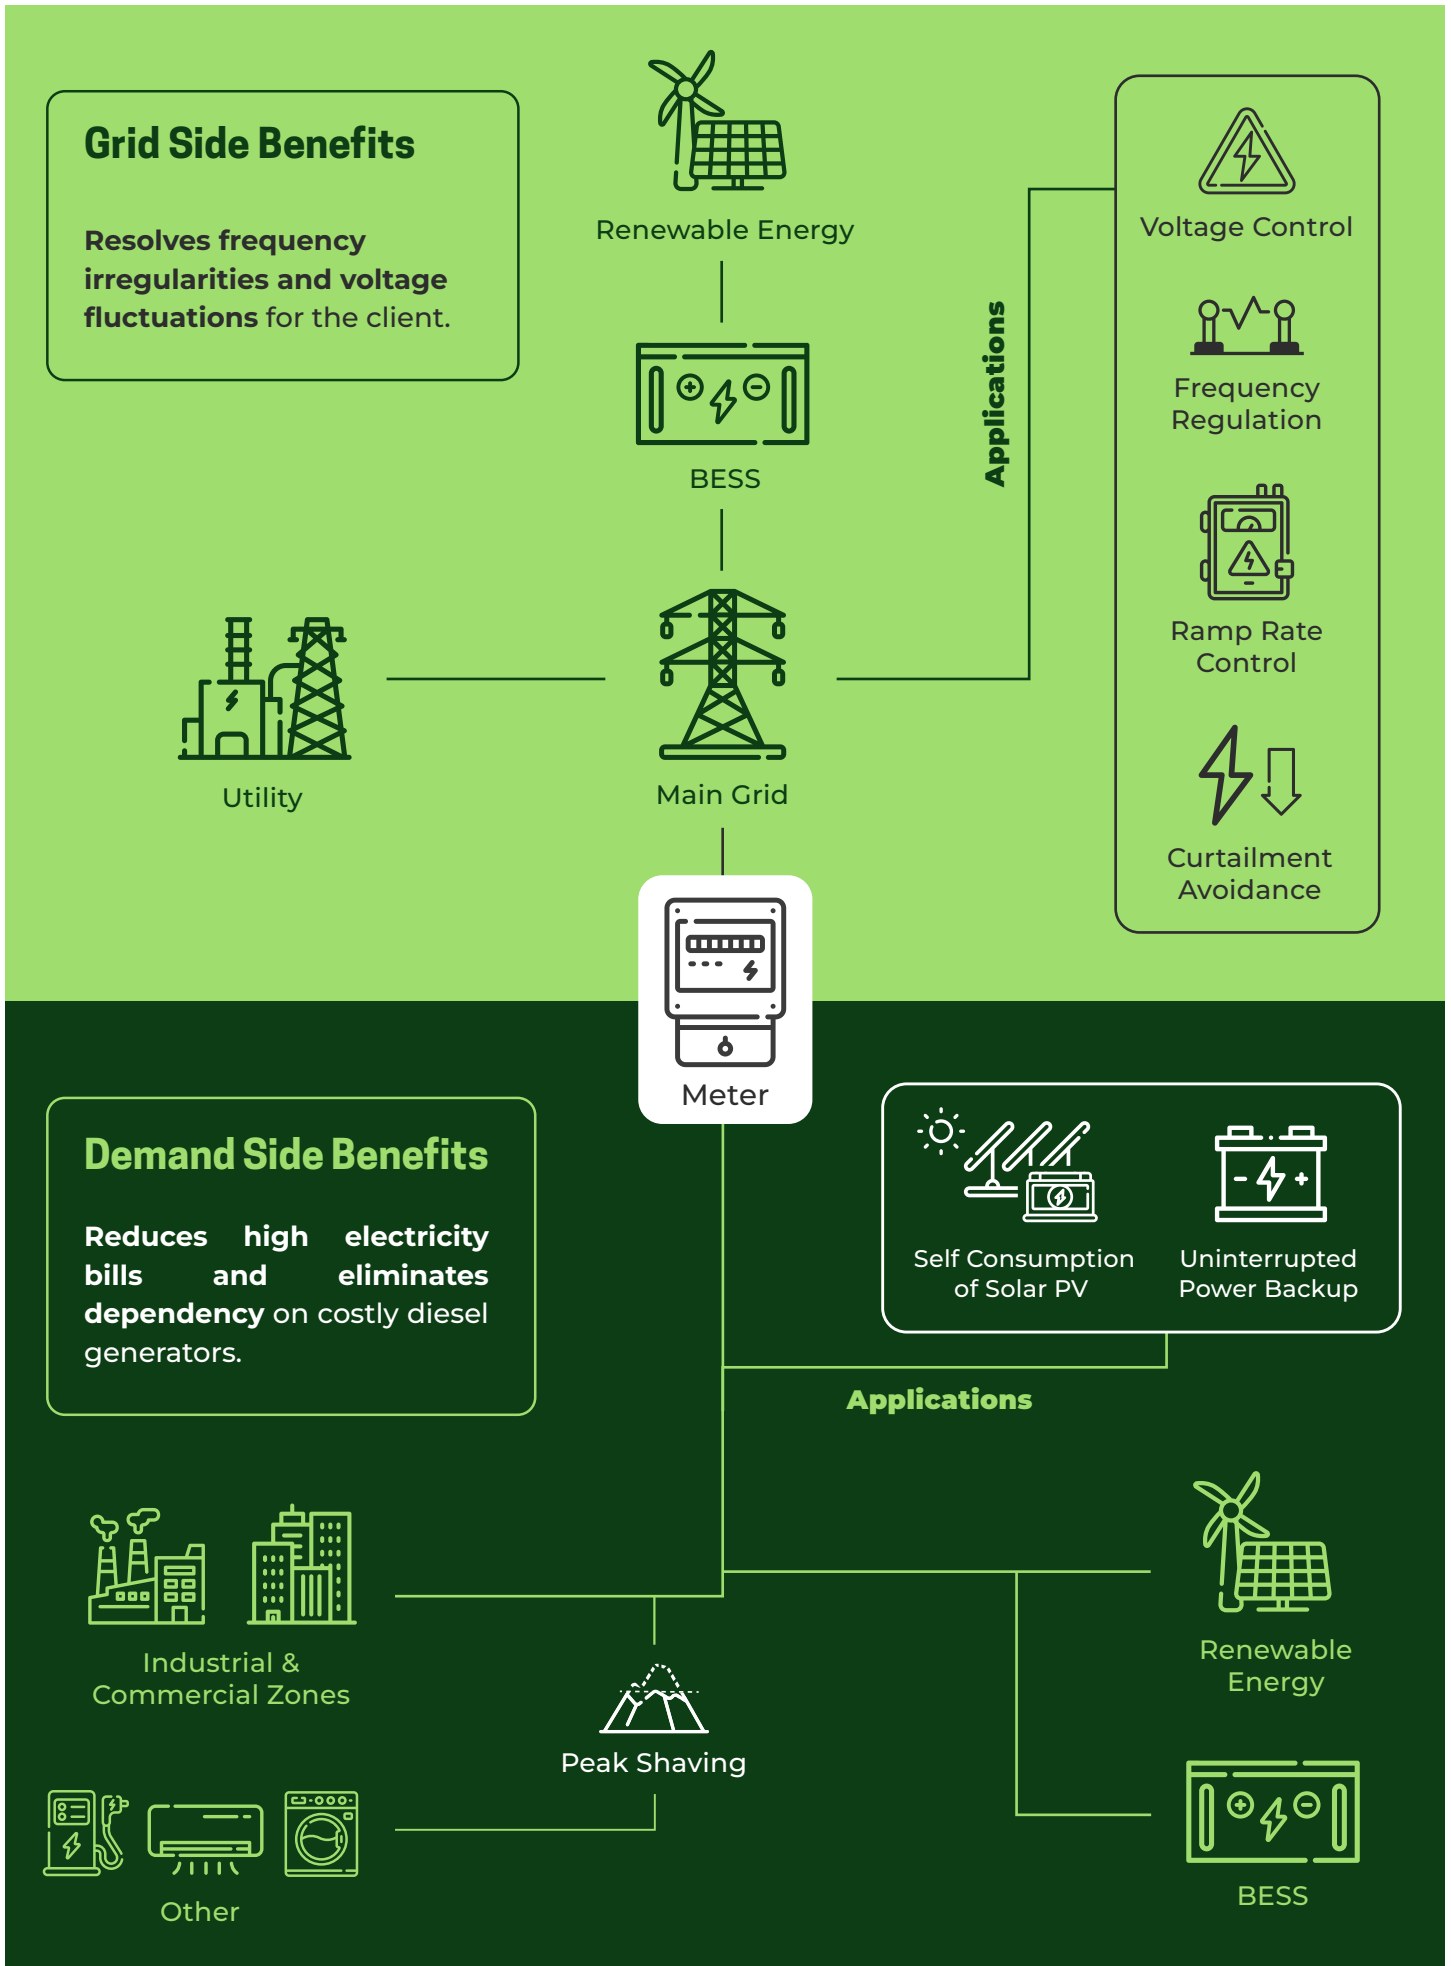 Grid Side Benefits
Resolves frequency
irregularities and voltage
fluctuations for the client.
Renewable Energy
BESS
Utility
Main Grid
Applications
Voltage Control
Frequency
Regulation
Ramp Rate
Control
Curtailment
Avoidance
Meter
Demand Side Benefits
Reduces high electricity
bills and eliminates
dependency on costly diesel
generators.
Self Consumption
of Solar PV
Uninterrupted
Power Backup
Applications
Industrial &
Commercial Zones
Peak Shaving
Other
Renewable
Energy
BESS